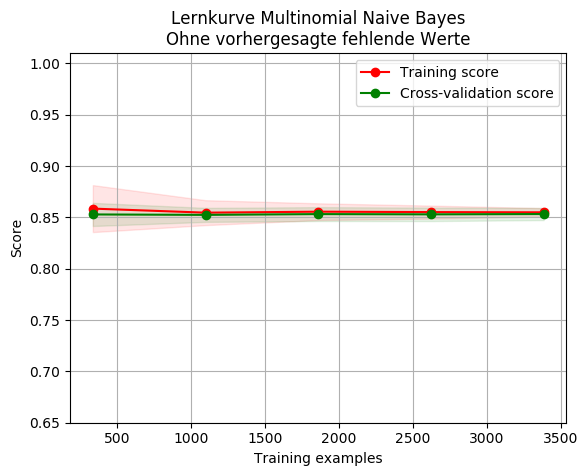 Lernkurve Multinomial Naive Bayes
Ohne vorhergesagte fehlende Werte
Training score
Cross-validation score
1.00
0.95
0.90
0.85
0.80
0.75
0.70
0.65
Score
500
1000
1500
2000
2500
3000
3500
Training examples